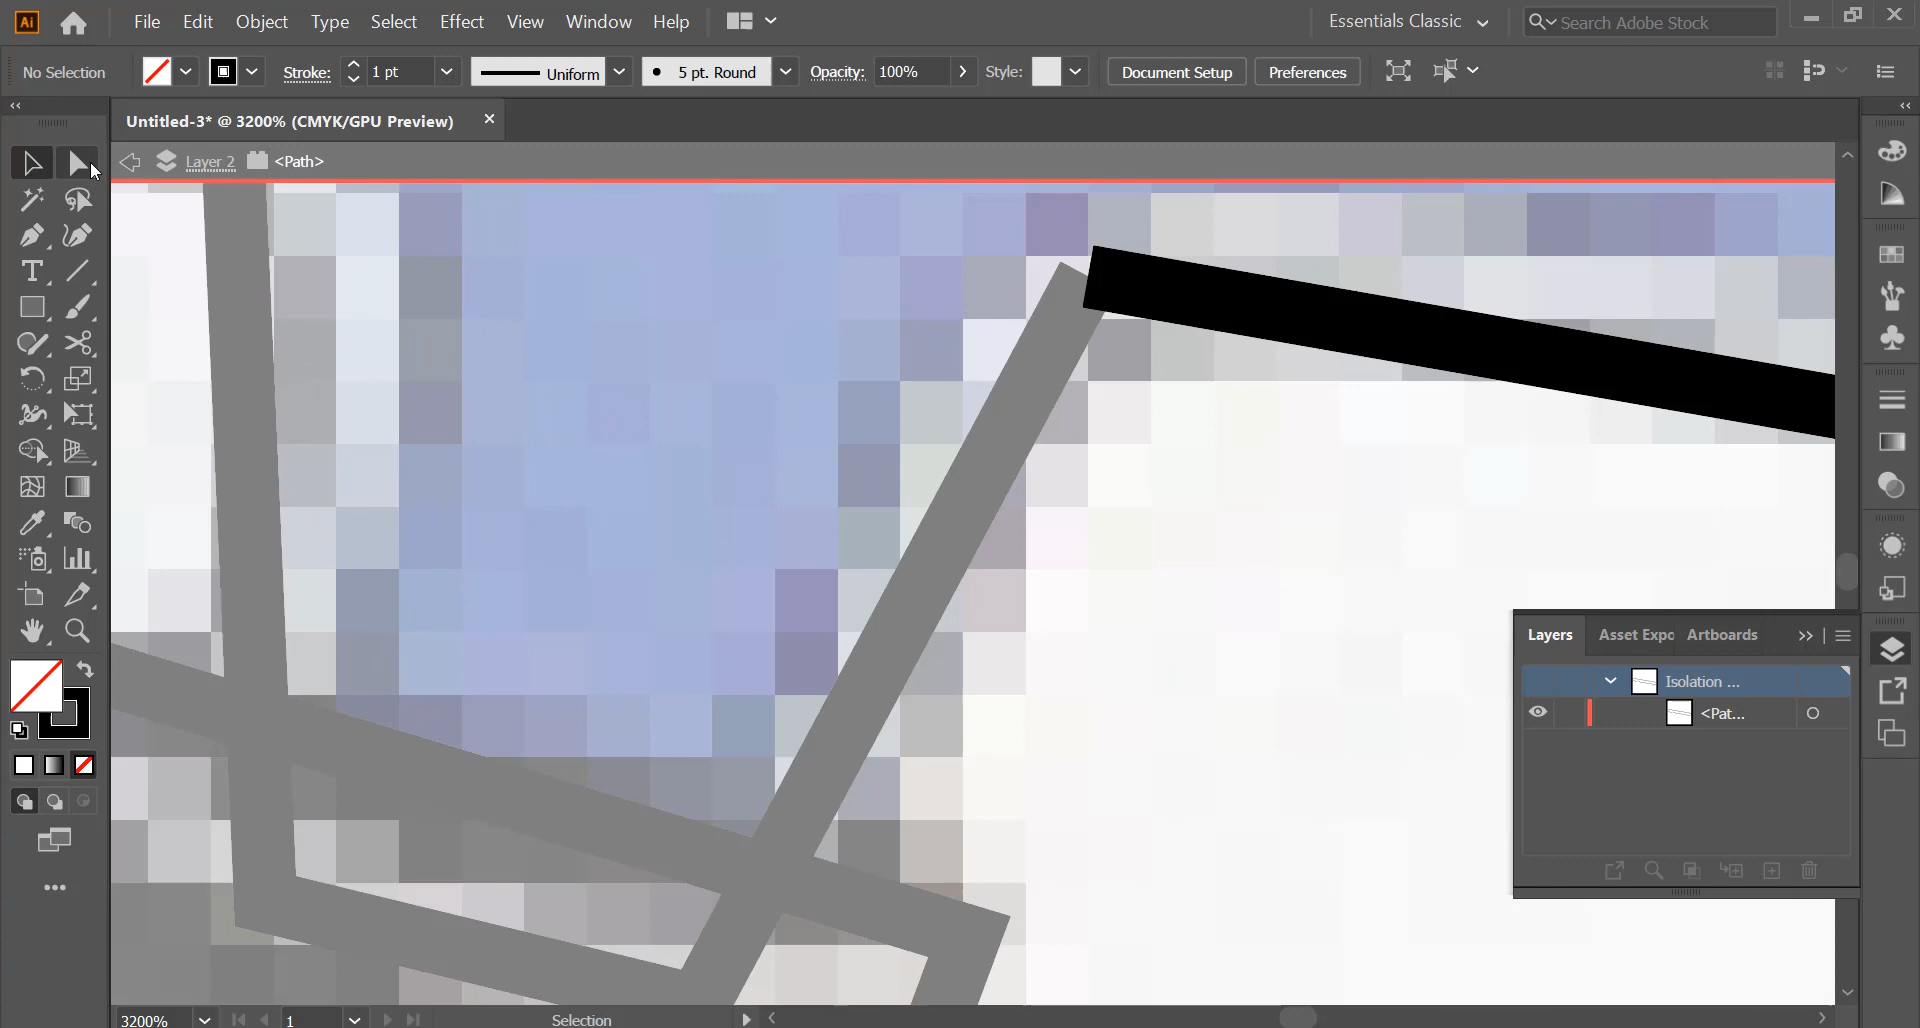 Ai File Edit Object Type Select Effect View Window Help Essentials Classic Search Adobe Stock
No Selection Stroke: 1 pt Uniform 5 pt. Round Opacity: 100% Style: Document Setup Preferences
Untitled-3* @ 3200% (CMYK/GPU Preview)
Layer 2 <Path>
T
Layers Asset Expo Artboards
Isolation ...
<Pat...
3200% 1 Selection